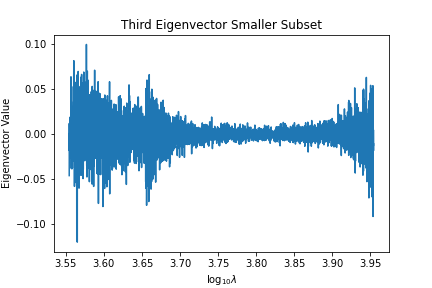 Third Eigenvector Smaller Subset
0.10
0.05
0.00
−0.05
−0.10
Eigenvector Value
3.55 3.60 3.65 3.70 3.75 3.80 3.85 3.90 3.95
log₁₀λ